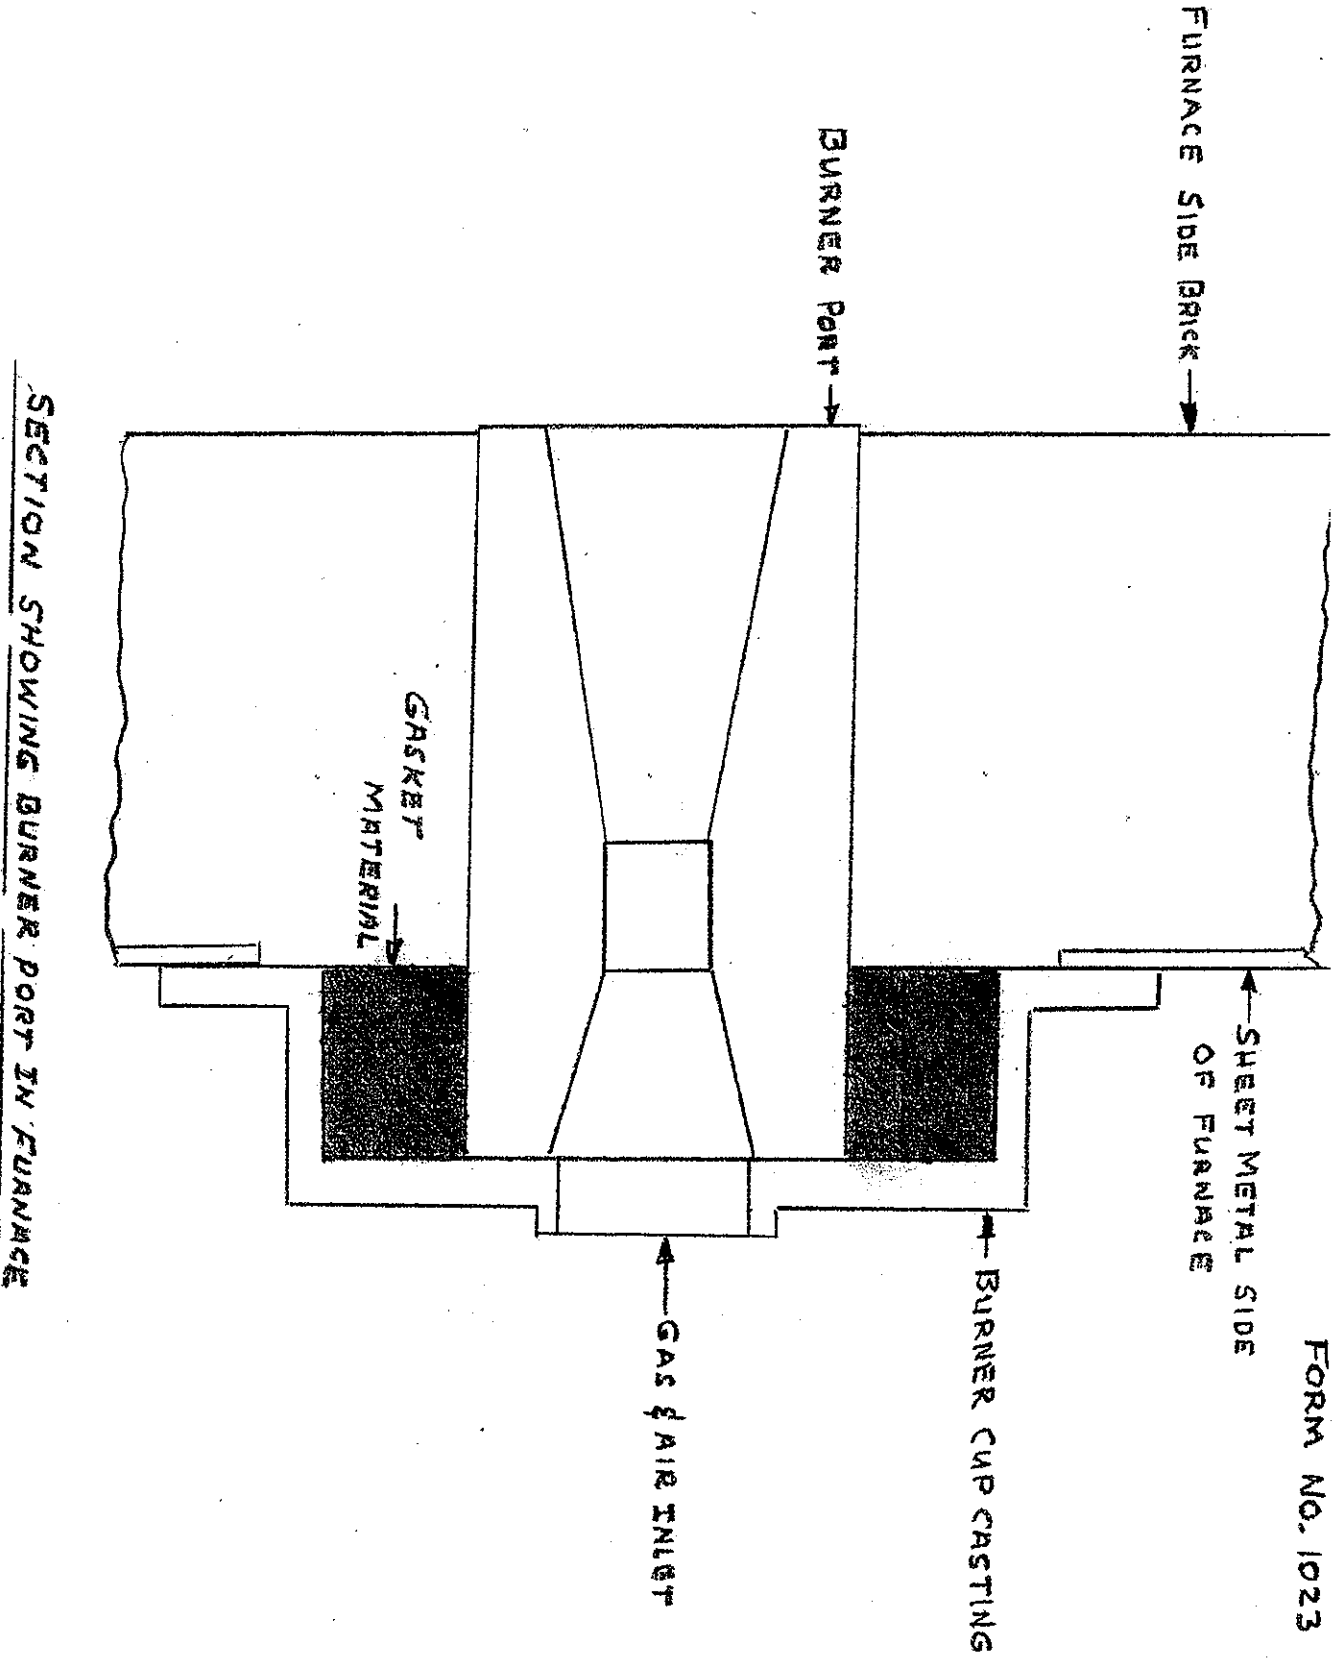 FORM NO. 1023
FURNACE SIDE BRICK
SHEET METAL SIDE
OF FURNACE
BURNER CUP CASTING
BURNER PORT
GAS & AIR INLET
GASKET
MATERIAL
SECTION SHOWING BURNER PORT IN FURNACE